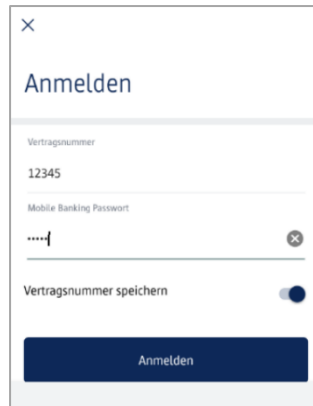 Anmelden
Vertragsnummer
12345
Mobile Banking Passwort
•••••
Vertragsnummer speichern
Anmelden